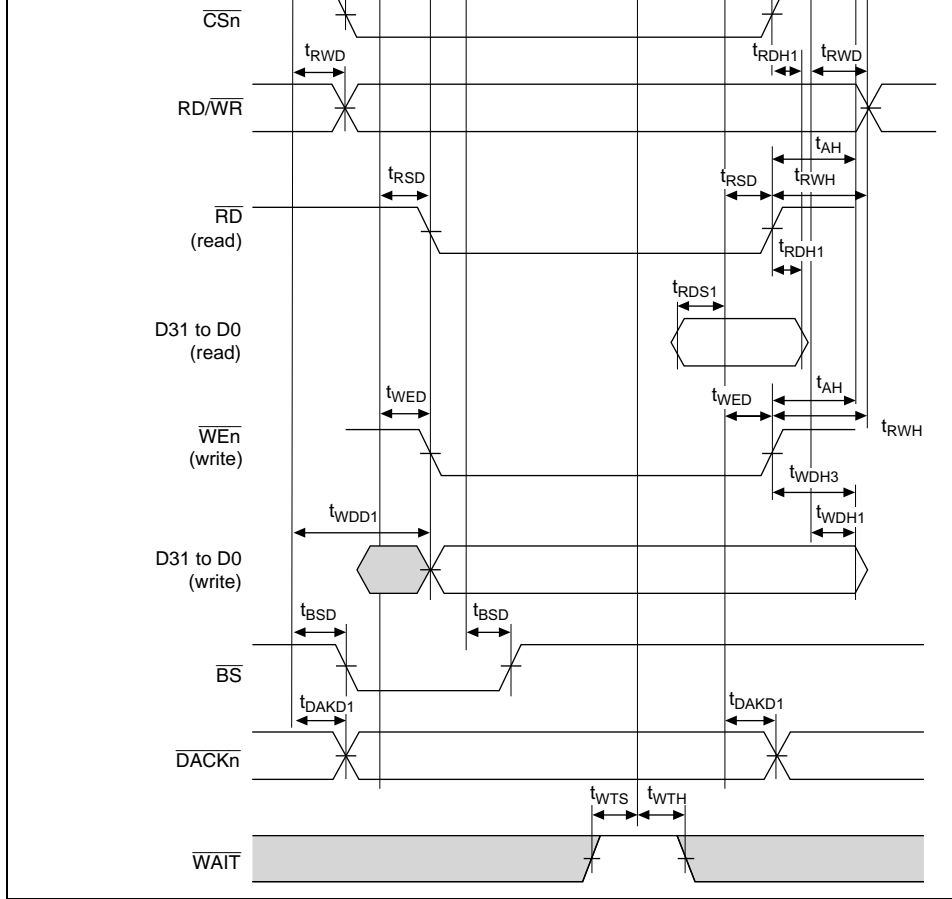 CSn
tRDH1 tRWD
tRWD
RD/WR
tAH
tRSD tRSD tRWH
RD
(read)
tRDH1
tRDS1
D31 to D0
(read)
tWED tWED tAH
WEn
(write)
tRWH
tWDH3
tWDD1 tWDH1
D31 to D0
(write)
tBSD tBSD
BS
tDAKD1 tDAKD1
DACKn
tWTS tWTH
WAIT